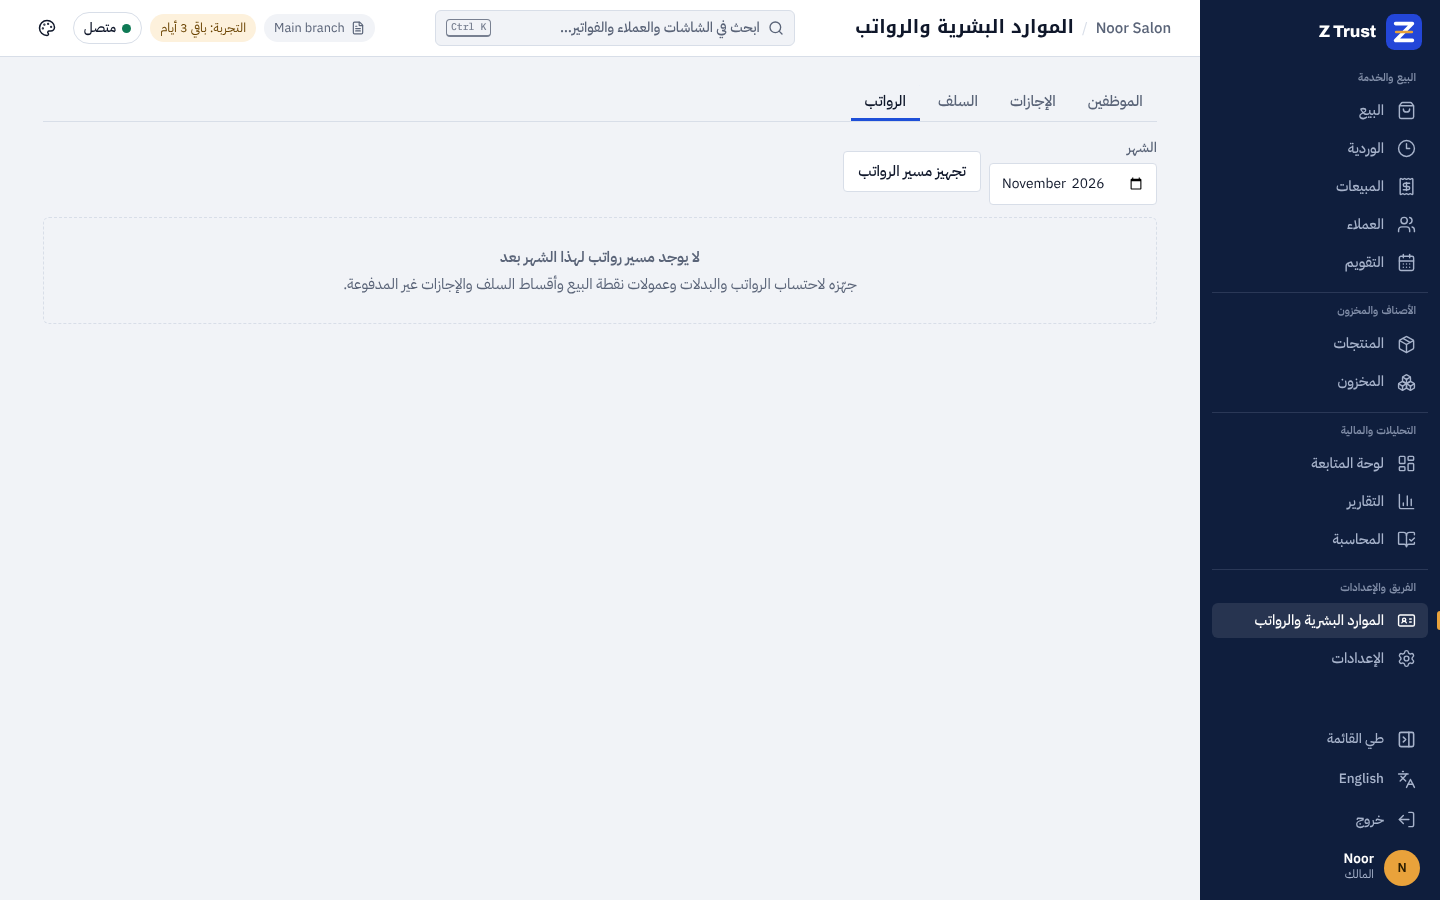 Z Trust
البيع والخدمة
البيع
الوردية
المبيعات
العملاء
التقويم
الأصناف والمخزون
المنتجات
المخزون
التحليلات والمالية
لوحة المتابعة
التقارير
المحاسبة
الفريق والإعدادات
الموارد البشرية والرواتب
الإعدادات
طي القائمة
English
خروج
N
Noor
المالك
Noor Salon / الموارد البشرية والرواتب
ابحث في الشاشات والعملاء والفواتير... Ctrl K
Main branch
التجربة: باقي 3 أيام
متصل
الموظفين الإجازات السلف الرواتب
الشهر
November 2026
تجهيز مسير الرواتب
لا يوجد مسير رواتب لهذا الشهر بعد
جهّزه لاحتساب الرواتب والبدلات وعمولات نقطة البيع وأقساط السلف والإجازات غير المدفوعة.